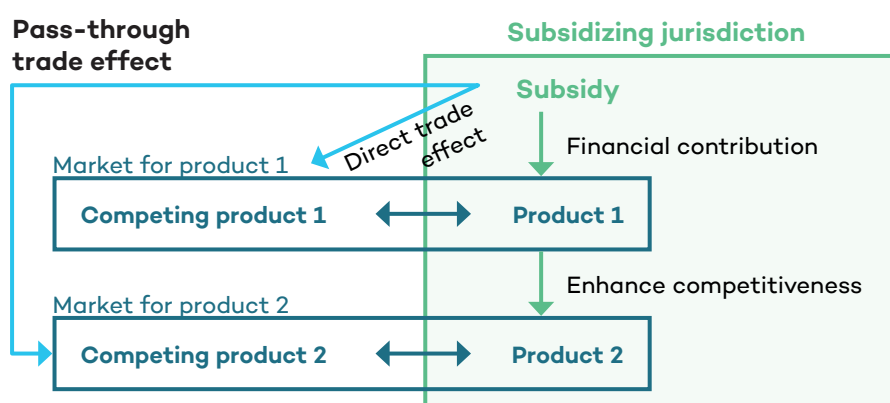 Pass-through
trade effect
Subsidizing jurisdiction
Subsidy
Direct trade
effect
Financial contribution
Market for product 1
Competing product 1
Product 1
Enhance competitiveness
Market for product 2
Competing product 2
Product 2